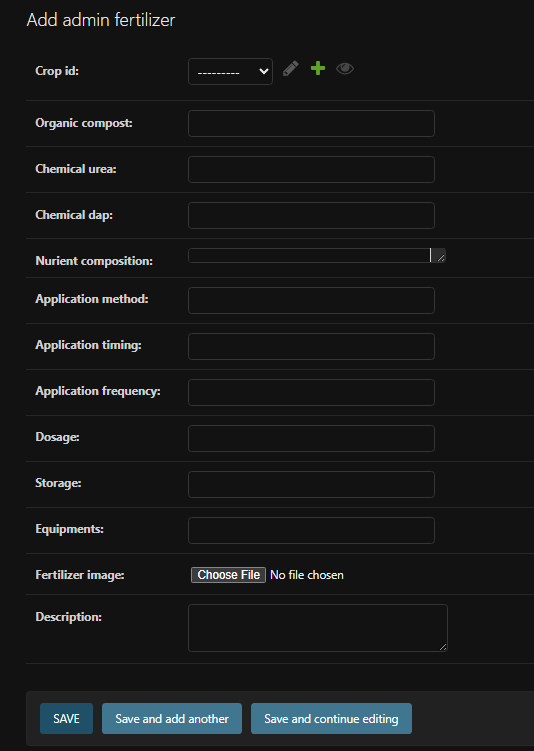 Add admin fertilizer
Crop id: ---------
Organic compost:
Chemical urea:
Chemical dap:
Nurient composition:
Application method:
Application timing:
Application frequency:
Dosage:
Storage:
Equipments:
Fertilizer image: Choose File No file chosen
Description:
SAVE Save and add another Save and continue editing